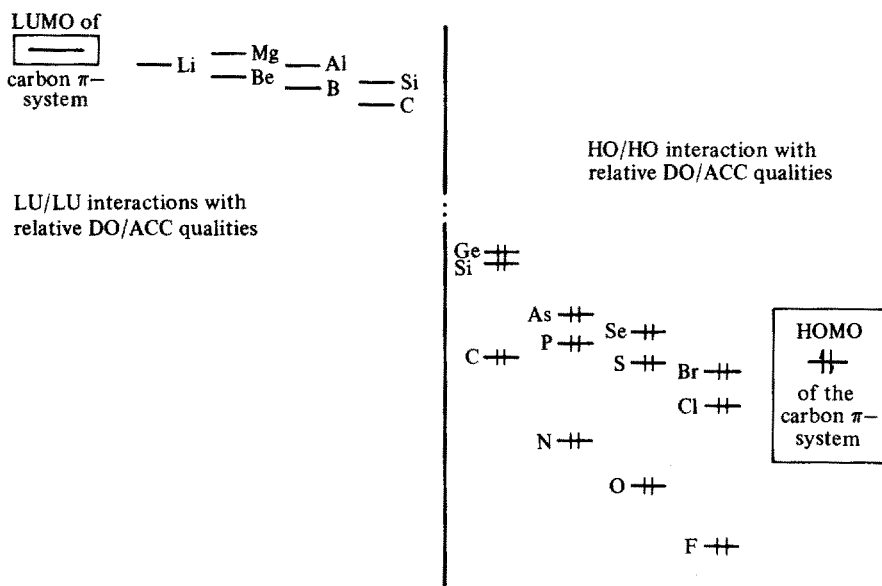 LUMO of
carbon π–
system
Li
Mg
Be
Al
B
Si
C
LU/LU interactions with
relative DO/ACC qualities
HO/HO interaction with
relative DO/ACC qualities
Ge
Si
C
As
P
N
Se
S
O
Br
Cl
F
HOMO
of the
carbon π–
system